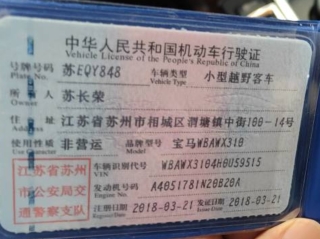 中华人民共和国机动车行驶证
Vehicle License of the People's Republic of China
号牌号码 苏EQY848 车辆类型 小型越野客车
Plate No. Vehicle Type
所有人 苏长荣
Owner
住址 江苏省苏州市相城区渭塘镇中街100-14号
Address
使用性质 非营运 品牌型号 宝马WBAWX310
Use Character Model
江苏省苏州市公安局交通警察支队
车辆识别代号 WBAWX3104H0U59515
VIN
发动机号码 A4051781N20B20A
Engine No.
注册日期 2018-03-21 发证日期 2018-03-21
Register Date Issue Date